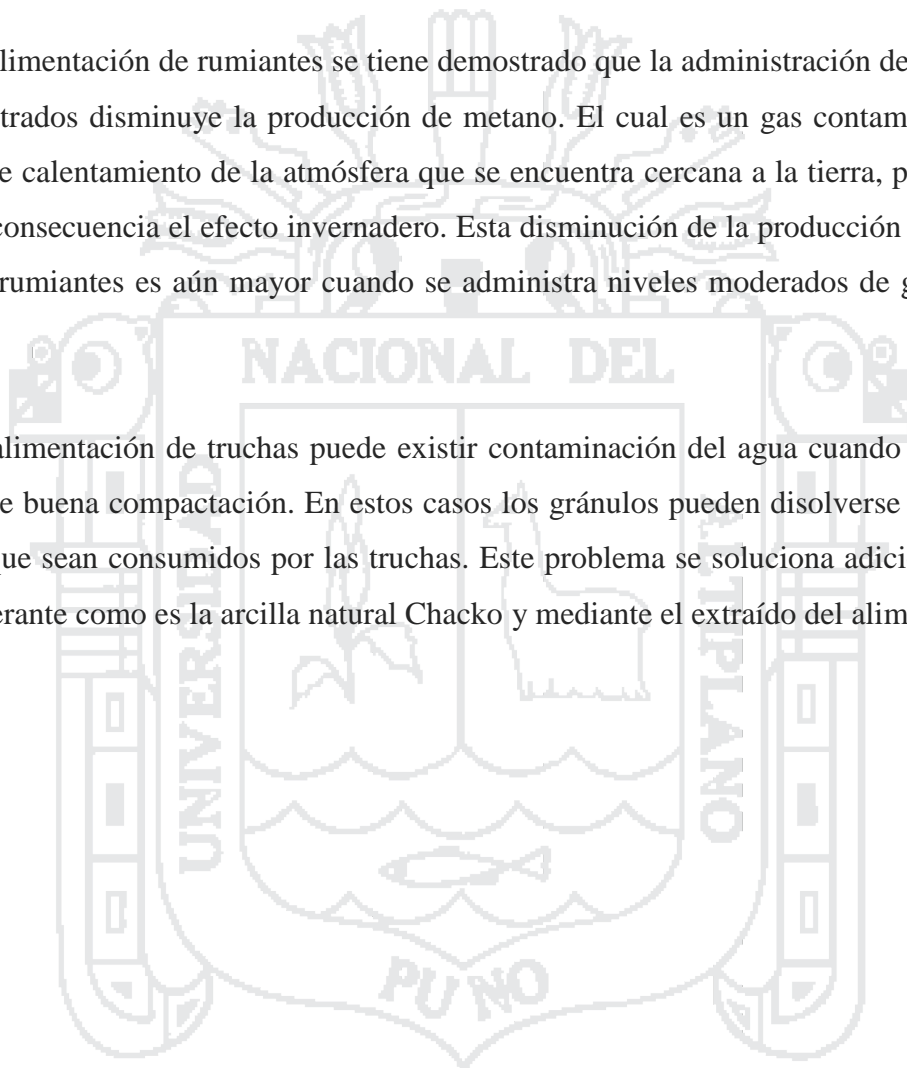 limentación de rumiantes se tiene demostrado que la administración de
trados disminuye la producción de metano. El cual es un gas contam
e calentamiento de la atmósfera que se encuentra cercana a la tierra, p
consecuencia el efecto invernadero. Esta disminución de la producción
rumiantes es aún mayor cuando se administra niveles moderados de g
NACIONAL DEL
alimentación de truchas puede existir contaminación del agua cuando
e buena compactación. En estos casos los gránulos pueden disolverse
que sean consumidos por las truchas. Este problema se soluciona adici
erante como es la arcilla natural Chacko y mediante el extraído del alim
UNIVERSIDAD
ALTIPLANO
PUNO